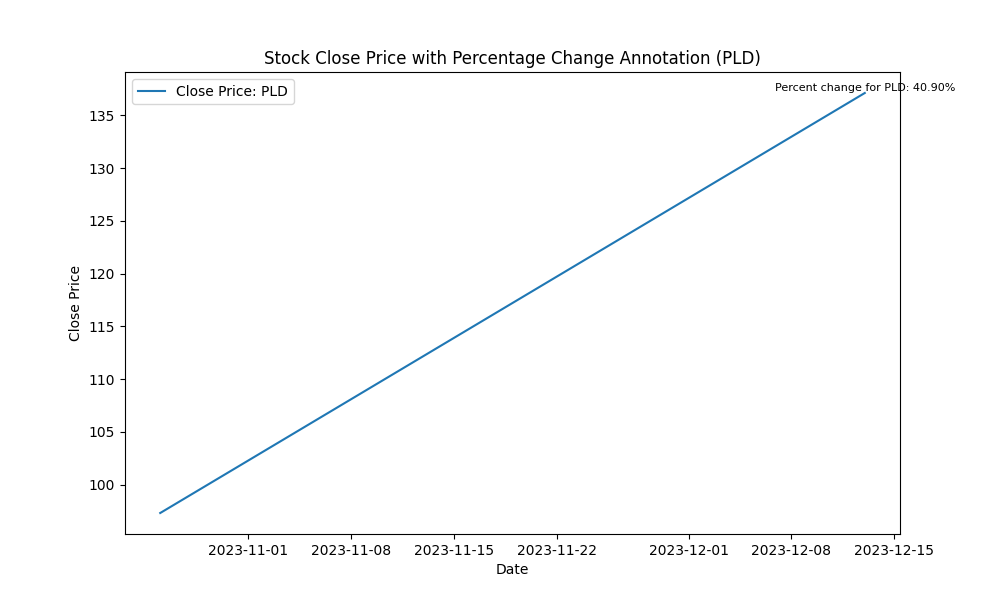 Stock Close Price with Percentage Change Annotation (PLD)
Close Price: PLD
Percent change for PLD: 40.90%
Close Price
135
130
125
120
115
110
105
100
2023-11-01 2023-11-08 2023-11-15 2023-11-22 2023-12-01 2023-12-08 2023-12-15
Date